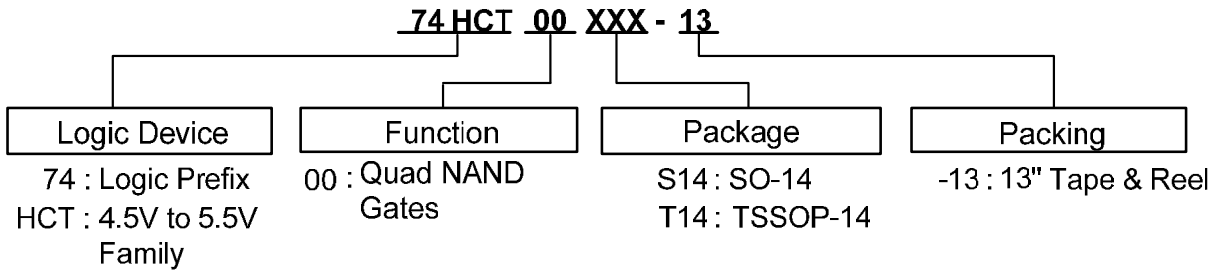 74 HCT 00 XXX - 13
Logic Device
74 : Logic Prefix
HCT : 4.5V to 5.5V
Family
Function
00 : Quad NAND
Gates
Package
S14 : SO-14
T14 : TSSOP-14
Packing
-13 : 13" Tape & Reel